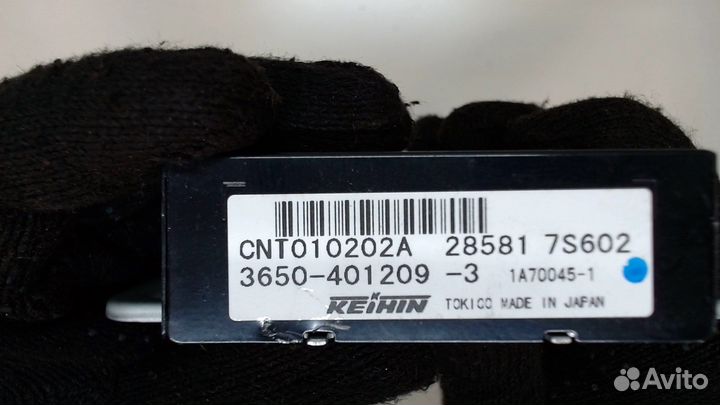 CNT010202A 28581 7S602
3650-401209 -3 1A70045-1
KEIHIN TOKICO MADE IN JAPAN
Avito